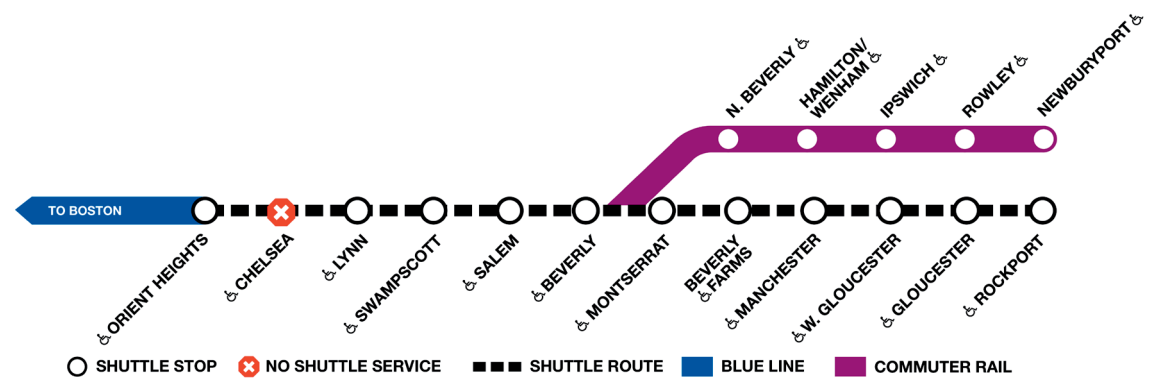 N. BEVERLY
HAMILTON/
WENHAM
IPSWICH
ROWLEY
NEWBURYPORT
TO BOSTON
ORIENT HEIGHTS
CHELSEA
LYNN
SWAMPSCOTT
SALEM
BEVERLY
MONTSERRAT
BEVERLY
FARMS
MANCHESTER
W. GLOUCESTER
GLOUCESTER
ROCKPORT
SHUTTLE STOP
NO SHUTTLE SERVICE
SHUTTLE ROUTE
BLUE LINE
COMMUTER RAIL